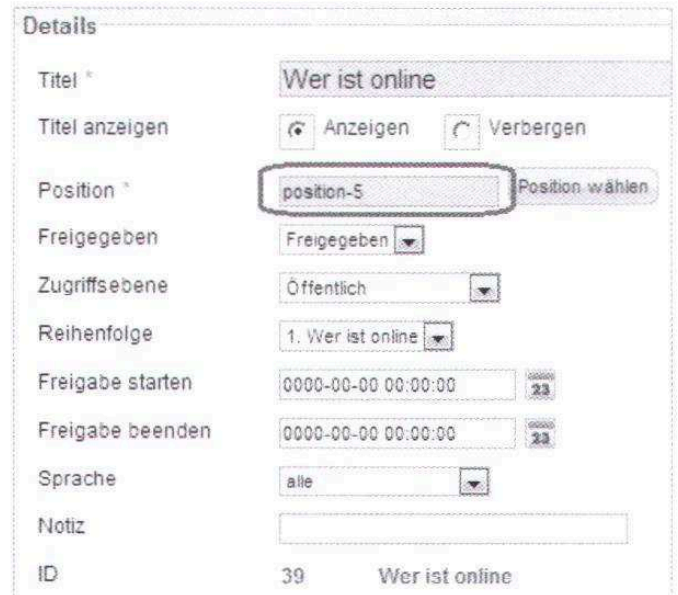 Details
Titel * Wer ist online
Titel anzeigen Anzeigen Verbergen
Position * position-5 Position wählen
Freigegeben Freigegeben
Zugriffsebene Öffentlich
Reihenfolge 1. Wer ist online
Freigabe starten 0000-00-00 00:00:00 23
Freigabe beenden 0000-00-00 00:00:00 23
Sprache alle
Notiz
ID 39 Wer ist online